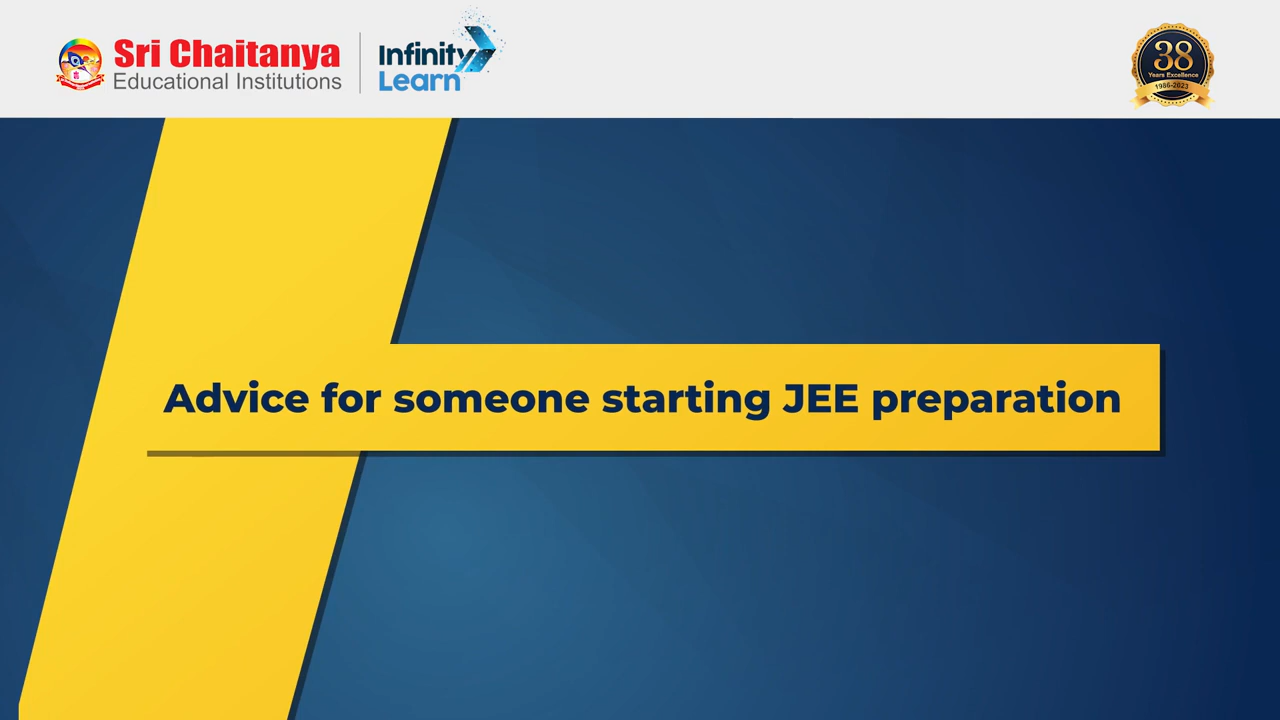 Sri Chaitanya
Educational Institutions
Infinity
Learn
38
Years Excellence
1986-2023
Advice for someone starting JEE preparation